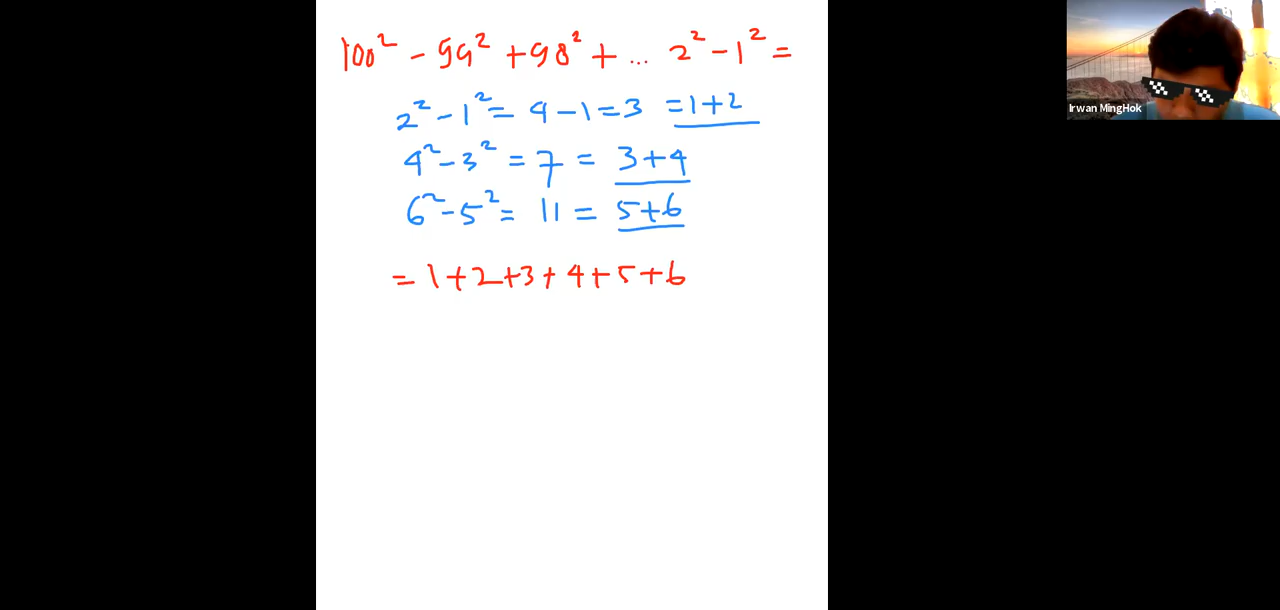 100² - 99² + 98² + ... 2² - 1² =
2² - 1² = 4 - 1 = 3 = 1+2
4² - 3² = 7 = 3+4
6² - 5² = 11 = 5+6
= 1+2+3+4+5+6
Irwan MingHok